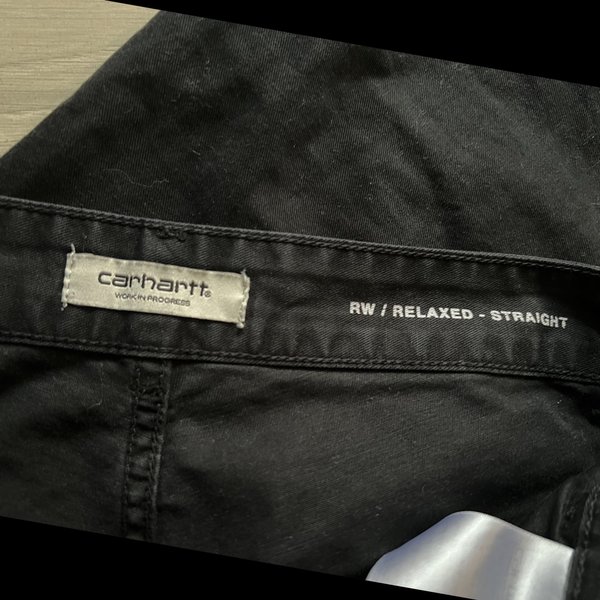 carhartt®
WORK IN PROGRESS
RW / RELAXED - STRAIGHT